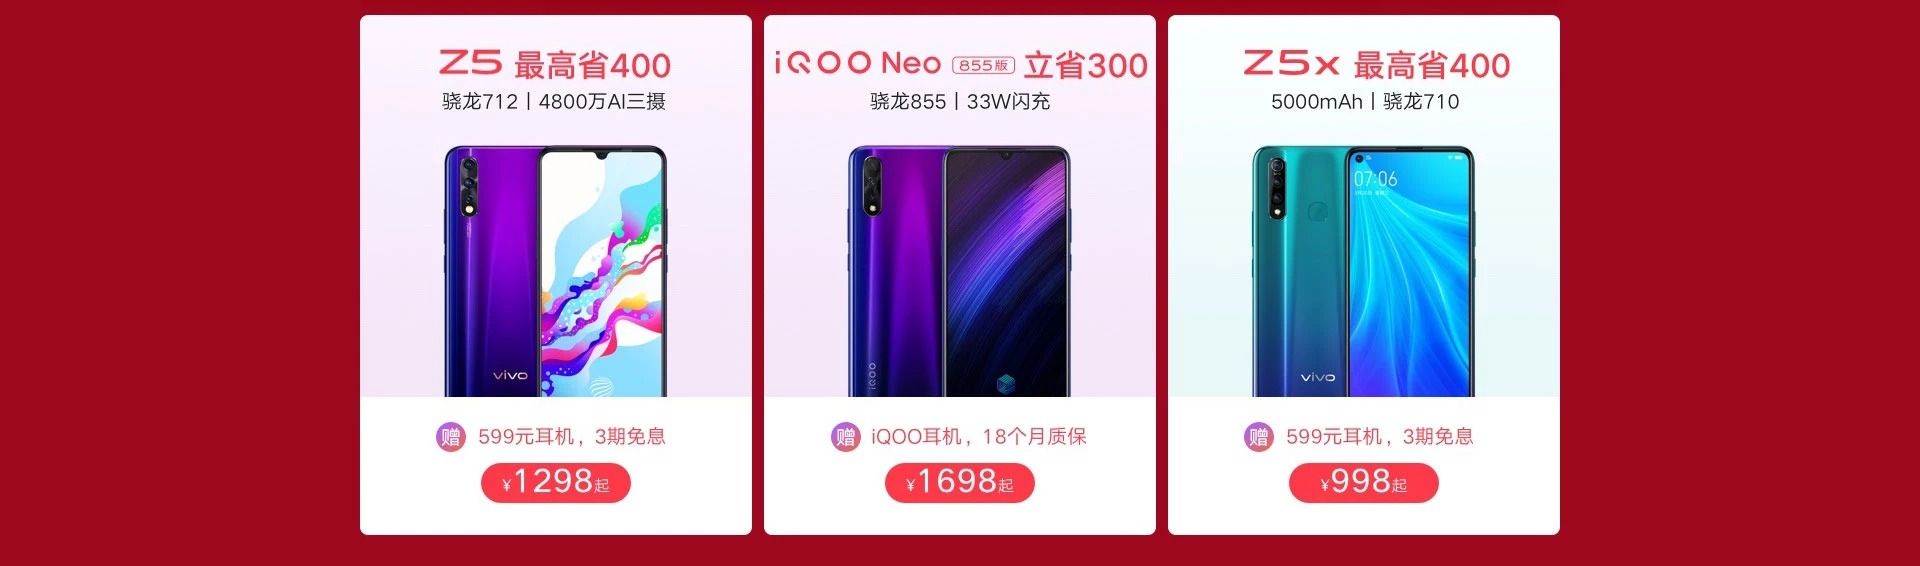 Z5 最高省400
骁龙712 | 4800万AI三摄
vivo
赠 599元耳机，3期免息
¥1298起
iQOO Neo 855版 立省300
骁龙855 | 33W闪充
iQOO
赠 iQOO耳机，18个月质保
¥1698起
Z5x 最高省400
5000mAh | 骁龙710
07:06
vivo
赠 599元耳机，3期免息
¥998起